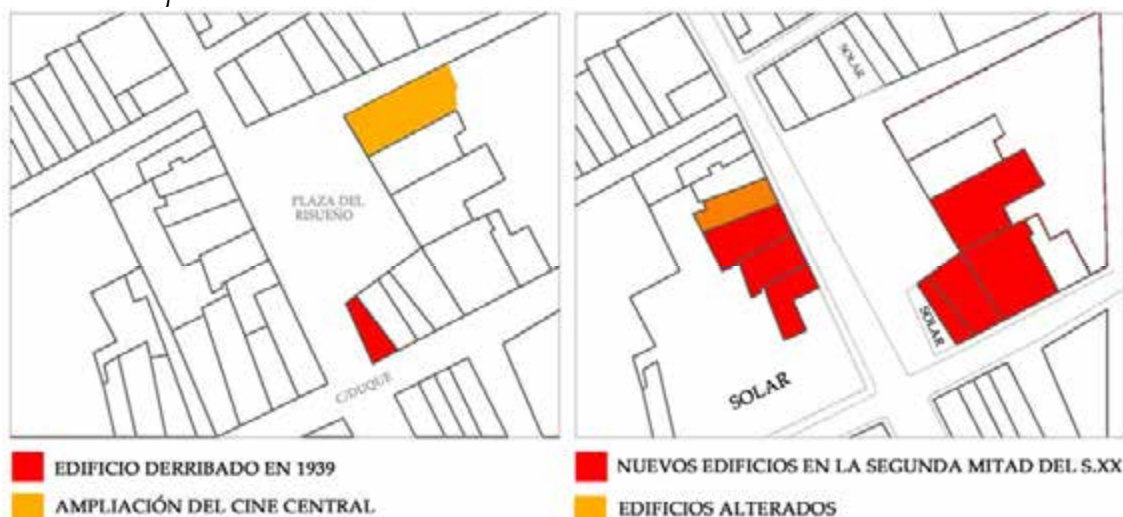 PLAZA DEL
RISUEÑO
C/DUQUE
EDIFICIO DERRIBADO EN 1939
AMPLIACIÓN DEL CINE CENTRAL
SOLAR
SOLAR
SOLAR
NUEVOS EDIFICIOS EN LA SEGUNDA MITAD DEL S.XX
EDIFICIOS ALTERADOS